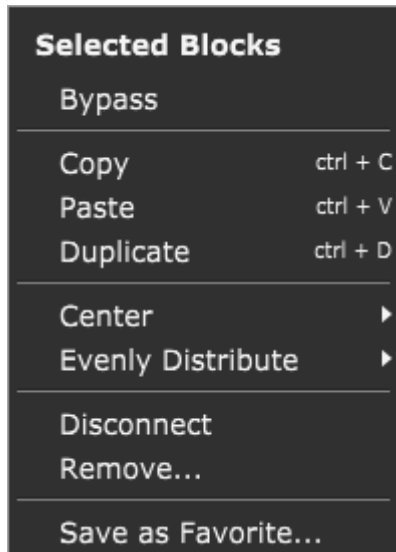 Selected Blocks
Bypass
Copy ctrl + C
Paste ctrl + V
Duplicate ctrl + D
Center
Evenly Distribute
Disconnect
Remove...
Save as Favorite...